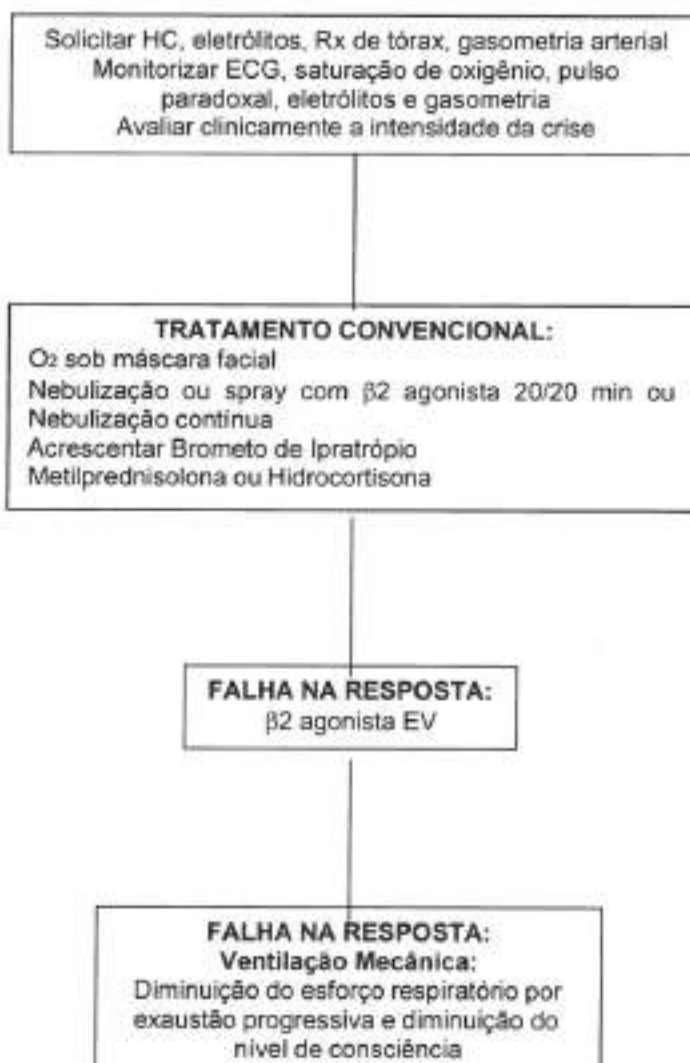 Solicitar HC, eletrólitos, Rx de tórax, gasometria arterial
Monitorizar ECG, saturação de oxigênio, pulso
paradoxal, eletrólitos e gasometria
Avaliar clinicamente a intensidade da crise
TRATAMENTO CONVENCIONAL:
O2 sob máscara facial
Nebulização ou spray com β2 agonista 20/20 min ou
Nebulização contínua
Acrescentar Brometo de Ipratrópio
Metilprednisolona ou Hidrocortisona
FALHA NA RESPOSTA:
β2 agonista EV
FALHA NA RESPOSTA:
Ventilação Mecânica:
Diminuição do esforço respiratório por
exaustão progressiva e diminuição do
nível de consciência